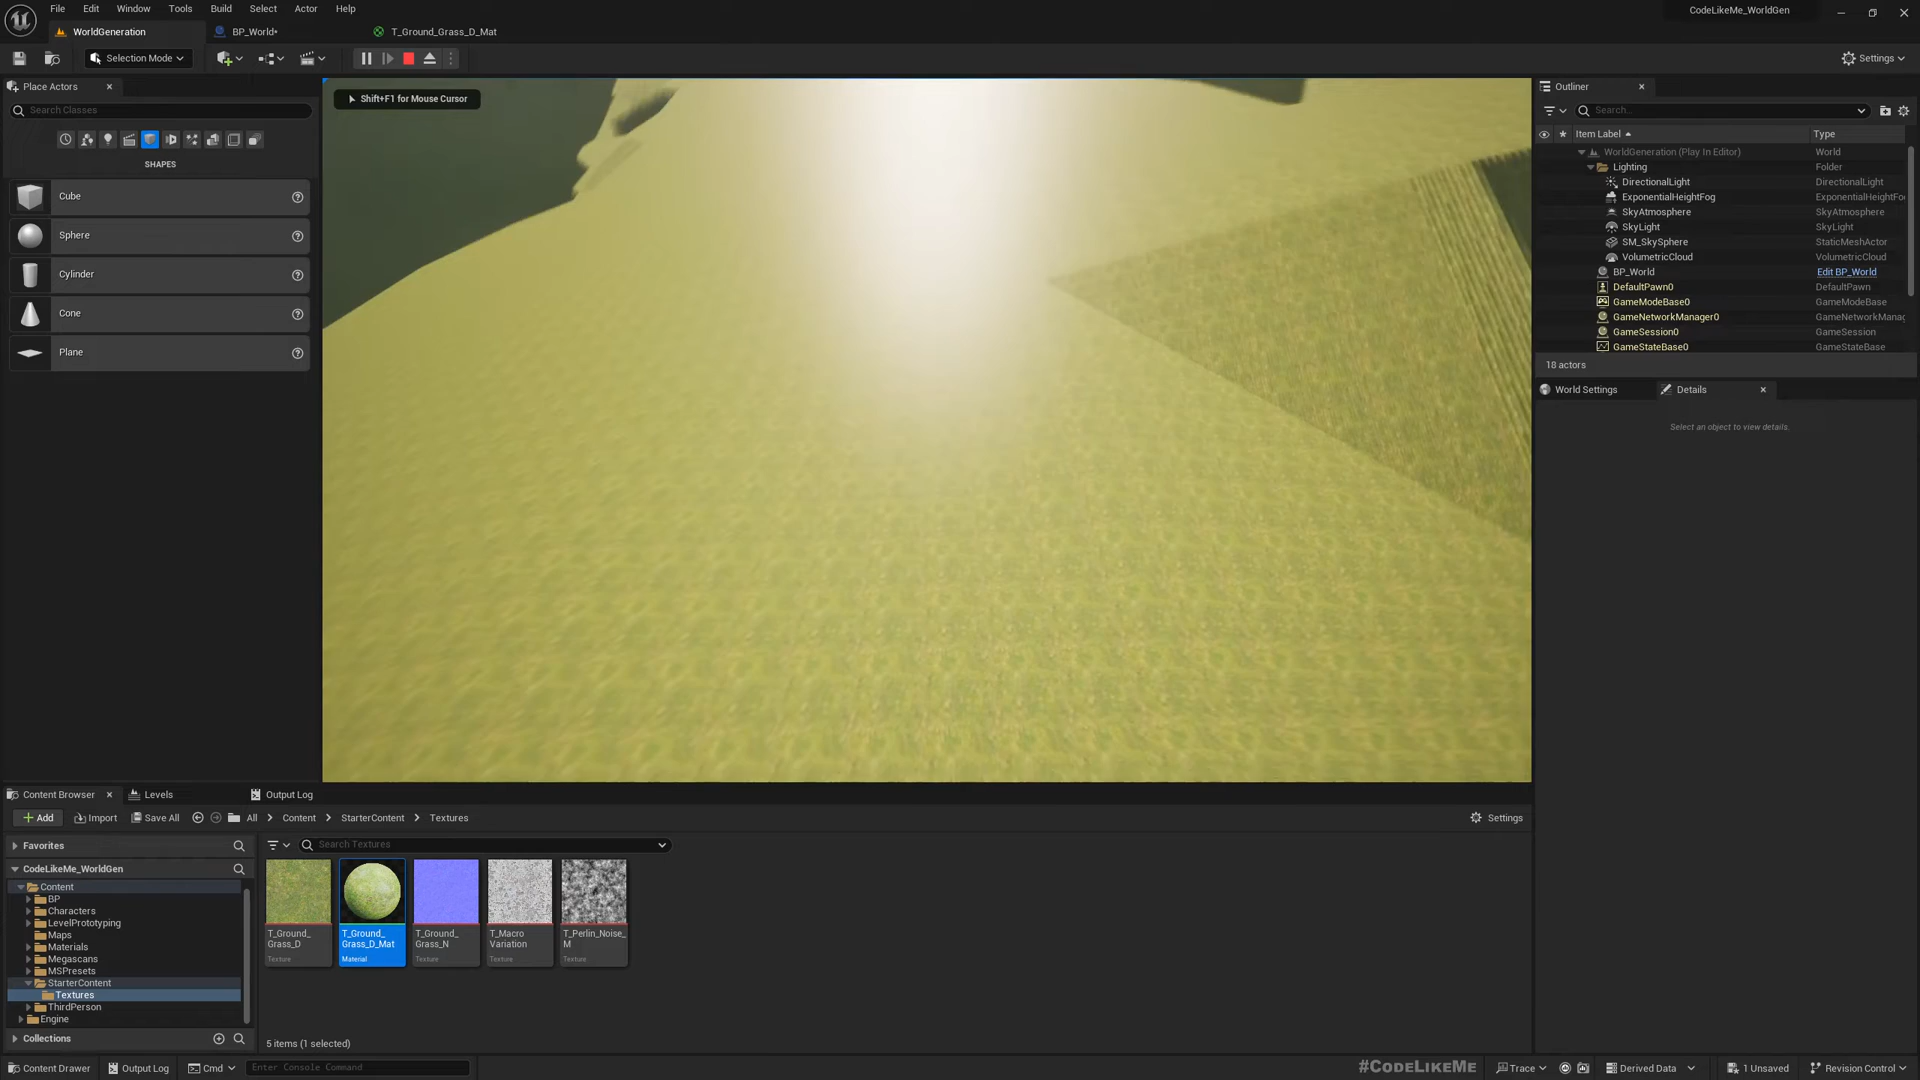 File Edit Window Tools Build Select Actor Help
CodeLikeMe_WorldGen
WorldGeneration
BP_World*
T_Ground_Grass_D_Mat
Selection Mode
Settings
Place Actors
Search Classes
SHAPES
Cube
Sphere
Cylinder
Cone
Plane
Shift+F1 for Mouse Cursor
Outliner
Search...
Item Label Type
WorldGeneration (Play In Editor) World
Lighting Folder
DirectionalLight DirectionalLight
ExponentialHeightFog ExponentialHeightFo
SkyAtmosphere SkyAtmosphere
SkyLight SkyLight
SM_SkySphere StaticMeshActor
VolumetricCloud VolumetricCloud
BP_World Edit BP_World
DefaultPawn0 DefaultPawn
GameModeBase0 GameModeBase
GameNetworkManager0 GameNetworkManag
GameSession0 GameSession
GameStateBase0 GameStateBase
18 actors
World Settings
Details
Select an object to view details.
Content Browser
Levels
Output Log
Add Import Save All All > Content > StarterContent > Textures
Settings
Favorites
CodeLikeMe_WorldGen
Content
BP
Characters
LevelPrototyping
Maps
Materials
Megascans
MSPresets
StarterContent
Textures
ThirdPerson
Engine
Collections
Search Textures
T_Ground_
Grass_D
Texture
T_Ground_
Grass_D_Mat
Material
T_Ground_
Grass_N
Texture
T_Macro
Variation
Texture
T_Perlin_Noise_
M
Texture
5 items (1 selected)
#CODELIKEME
Content Drawer
Output Log
Cmd
Enter Console Command
Trace
Derived Data
1 Unsaved
Revision Control